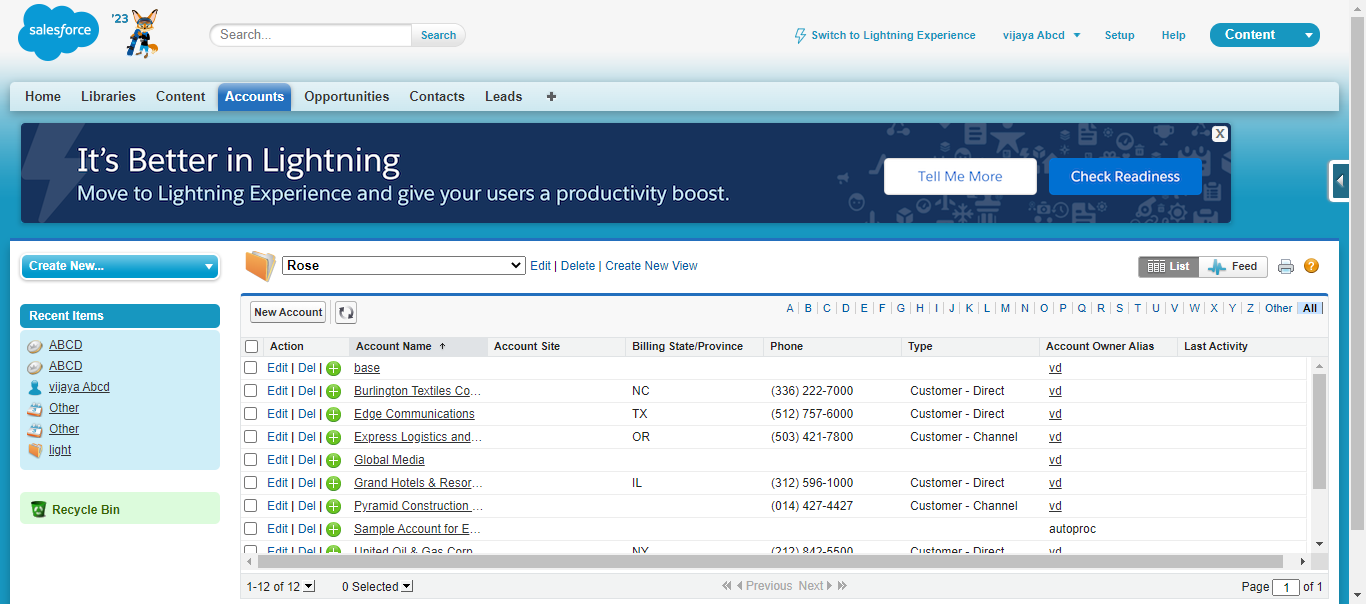 salesforce '23 Search... Search Switch to Lightning Experience vijaya Abcd Setup Help Content
Home Libraries Content Accounts Opportunities Contacts Leads +
It's Better in Lightning
Move to Lightning Experience and give your users a productivity boost.
Tell Me More Check Readiness X
Create New...
Recent Items
ABCD
ABCD
vijaya Abcd
Other
Other
light
Recycle Bin
Rose Edit | Delete | Create New View List Feed ?
New Account A B C D E F G H I J K L M N O P Q R S T U V W X Y Z Other All
Action Account Name ↑ Account Site Billing State/Province Phone Type Account Owner Alias Last Activity
Edit | Del | base vd
Edit | Del | Burlington Textiles Co... NC (336) 222-7000 Customer - Direct vd
Edit | Del | Edge Communications TX (512) 757-6000 Customer - Direct vd
Edit | Del | Express Logistics and... OR (503) 421-7800 Customer - Channel vd
Edit | Del | Global Media vd
Edit | Del | Grand Hotels & Resor... IL (312) 596-1000 Customer - Direct vd
Edit | Del | Pyramid Construction ... (014) 427-4427 Customer - Channel vd
Edit | Del | Sample Account for E... autoproc
Edit | Del | United Oil & Gas Corp NY (212) 842-5500 Customer - Direct vd
1-12 of 12 0 Selected Previous Next Page 1 of 1